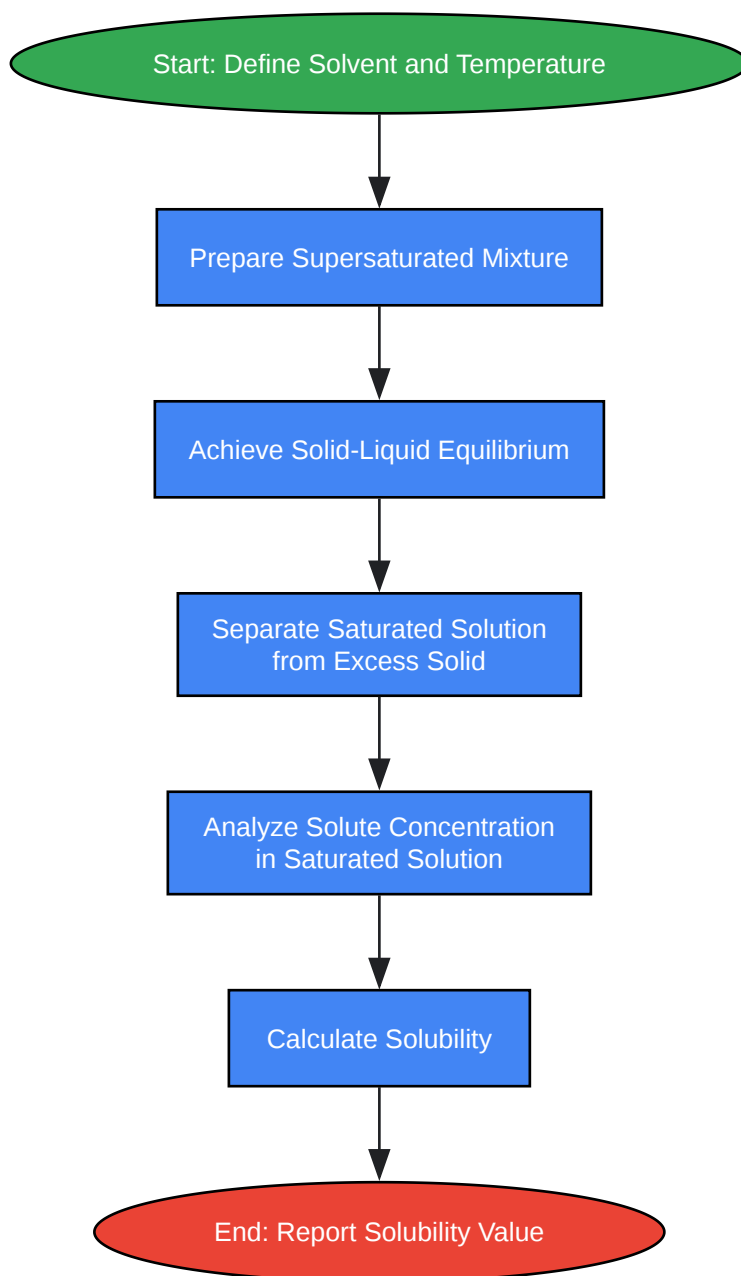 Start: Define Solvent and Temperature
Prepare Supersaturated Mixture
Achieve Solid-Liquid Equilibrium
Separate Saturated Solution
from Excess Solid
Analyze Solute Concentration
in Saturated Solution
Calculate Solubility
End: Report Solubility Value